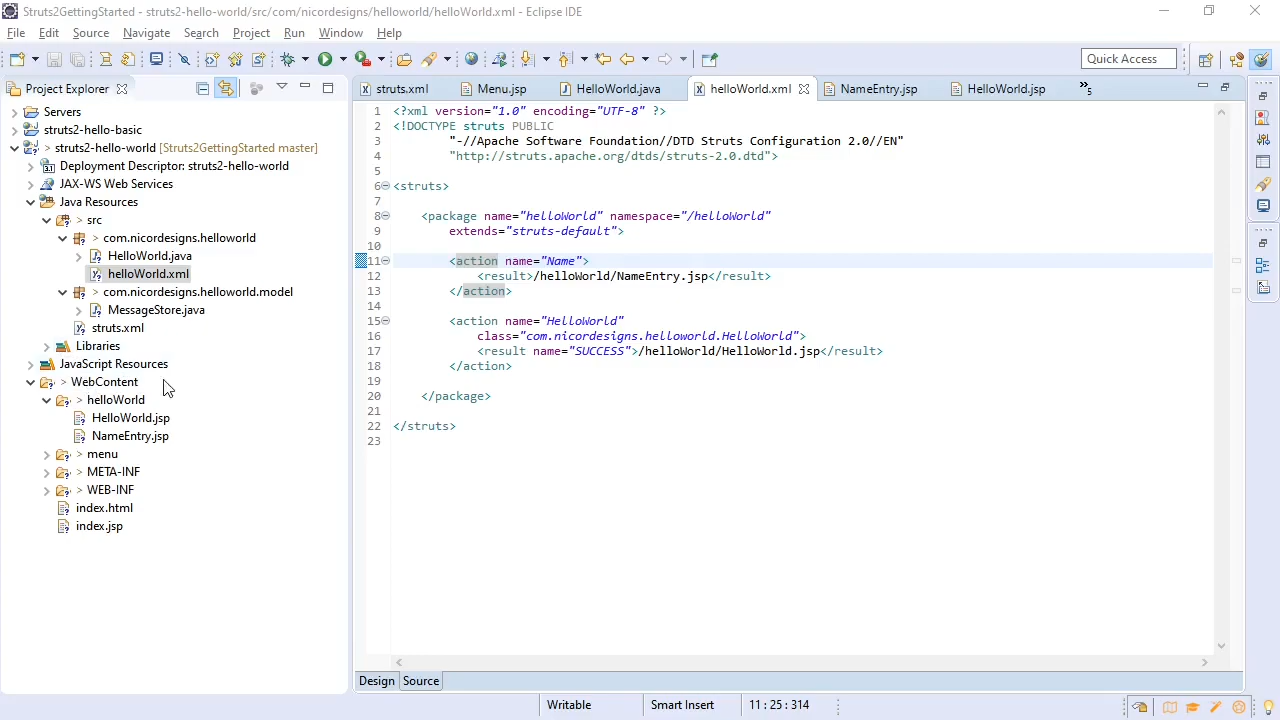 Struts2GettingStarted - struts2-hello-world/src/com/nicordesigns/helloworld/helloWorld.xml - Eclipse IDE
File Edit Source Navigate Search Project Run Window Help
Quick Access
Project Explorer
Servers
struts2-hello-basic
> struts2-hello-world [Struts2GettingStarted master]
Deployment Descriptor: struts2-hello-world
JAX-WS Web Services
Java Resources
> src
> com.nicordesigns.helloworld
HelloWorld.java
helloWorld.xml
> com.nicordesigns.helloworld.model
MessageStore.java
struts.xml
Libraries
JavaScript Resources
> WebContent
> helloWorld
HelloWorld.jsp
NameEntry.jsp
> menu
> META-INF
> WEB-INF
index.html
index.jsp
struts.xml Menu.jsp HelloWorld.java helloWorld.xml NameEntry.jsp HelloWorld.jsp »5
1 <?xml version="1.0" encoding="UTF-8" ?>
2 <!DOCTYPE struts PUBLIC
3 "-//Apache Software Foundation//DTD Struts Configuration 2.0//EN"
4 "http://struts.apache.org/dtds/struts-2.0.dtd">
5
6 <struts>
7
8 <package name="helloWorld" namespace="/helloWorld"
9 extends="struts-default">
10
11 <action name="Name">
12 <result>/helloWorld/NameEntry.jsp</result>
13 </action>
14
15 <action name="HelloWorld"
16 class="com.nicordesigns.helloworld.HelloWorld">
17 <result name="SUCCESS">/helloWorld/HelloWorld.jsp</result>
18 </action>
19
20 </package>
21
22 </struts>
23
Design Source
Writable Smart Insert 11 : 25 : 314